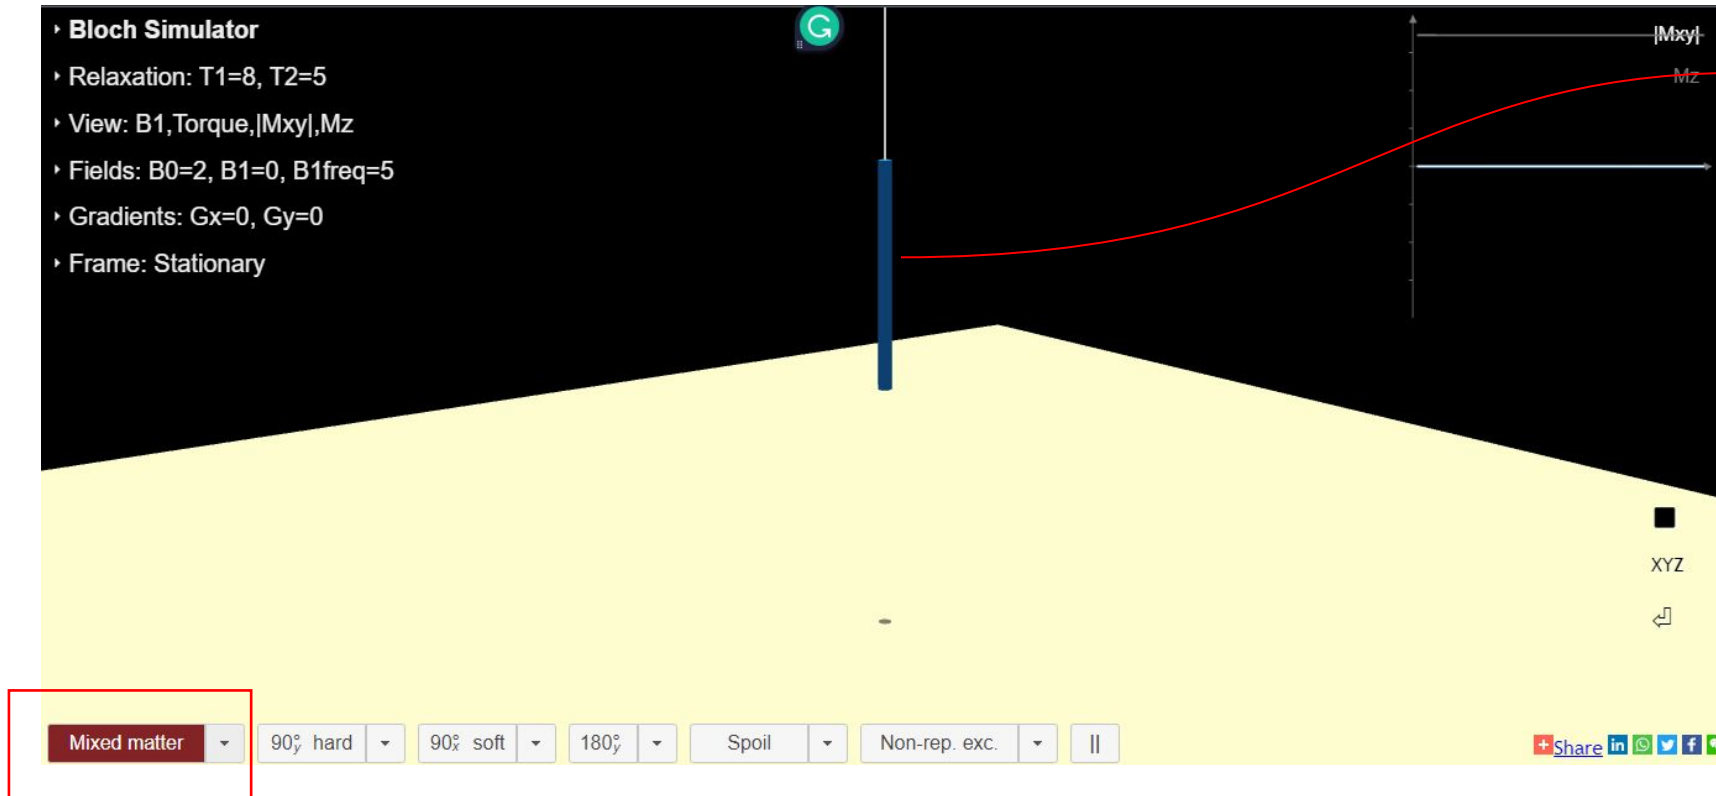 Bloch Simulator
Relaxation: T1=8, T2=5
View: B1,Torque,|Mxy|,Mz
Fields: B0=2, B1=0, B1freq=5
Gradients: Gx=0, Gy=0
Frame: Stationary
G
|Mxy|
Mz
XYZ
Mixed matter
90°y hard
90°x soft
180°y
Spoil
Non-rep. exc.
||
Share
in
f